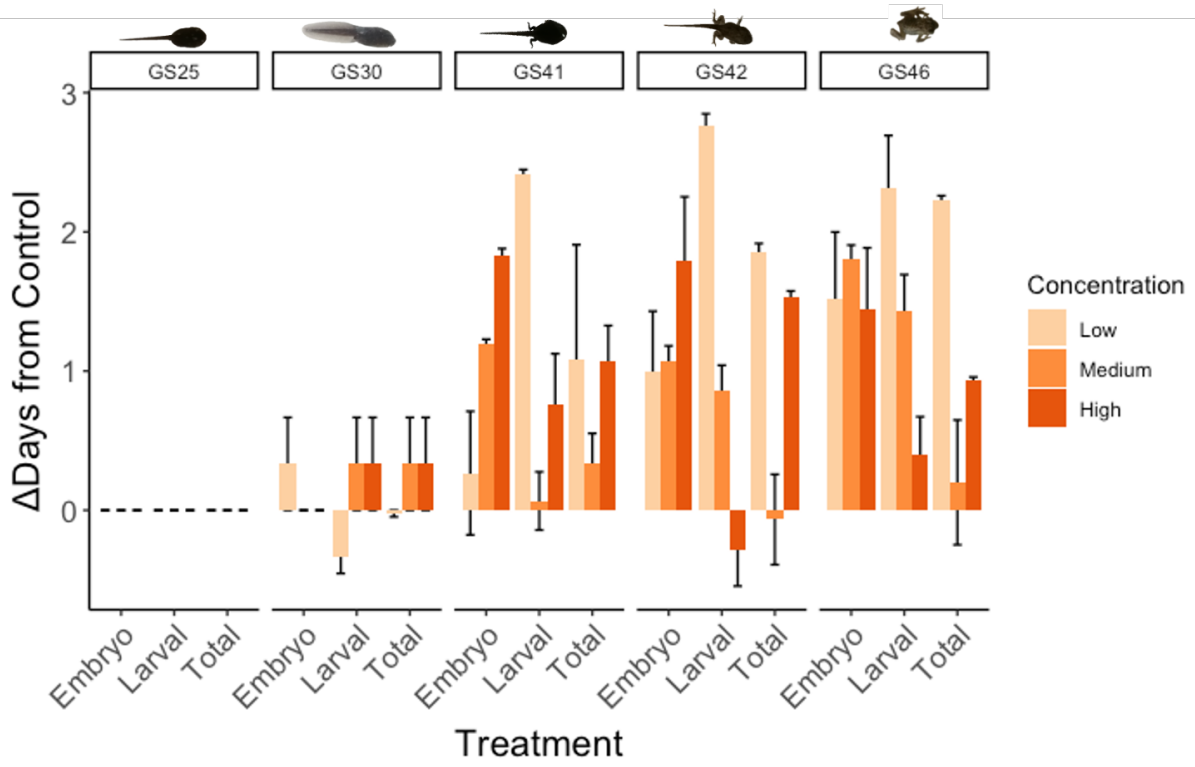 GS25 GS30 GS41 GS42 GS46
3
2
1
0
ΔDays from Control
Embryo Larval Total Embryo Larval Total Embryo Larval Total Embryo Larval Total Embryo Larval Total
Treatment
Concentration
Low
Medium
High